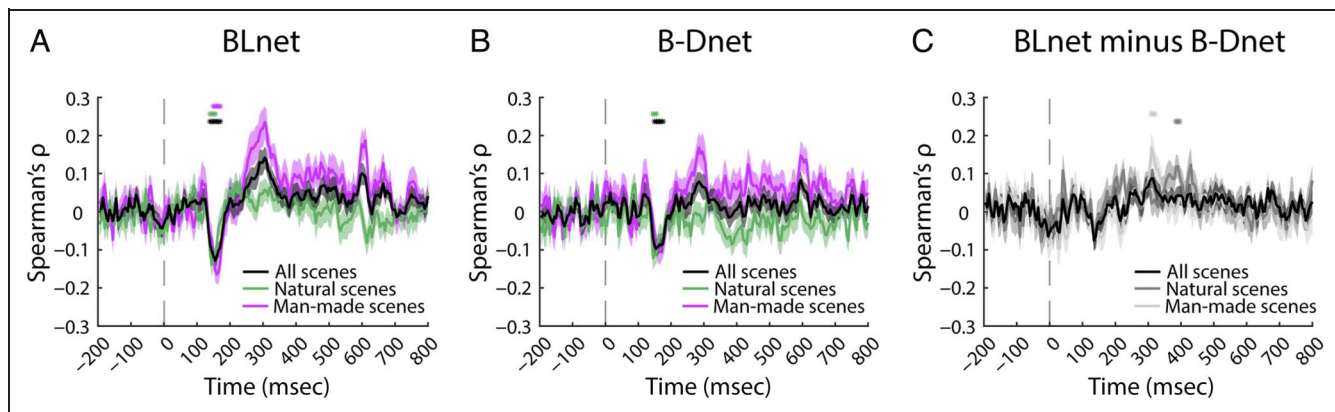 A BLnet
Spearman's ρ
0.3
0.2
0.1
0
−0.1
−0.2
−0.3
All scenes
Natural scenes
Man-made scenes
−200 −100 0 100 200 300 400 500 600 700 800
Time (msec)
B B-Dnet
Spearman's ρ
0.3
0.2
0.1
0
−0.1
−0.2
−0.3
All scenes
Natural scenes
Man-made scenes
−200 −100 0 100 200 300 400 500 600 700 800
Time (msec)
C BLnet minus B-Dnet
Spearman's ρ
0.3
0.2
0.1
0
−0.1
−0.2
−0.3
All scenes
Natural scenes
Man-made scenes
−200 −100 0 100 200 300 400 500 600 700 800
Time (msec)